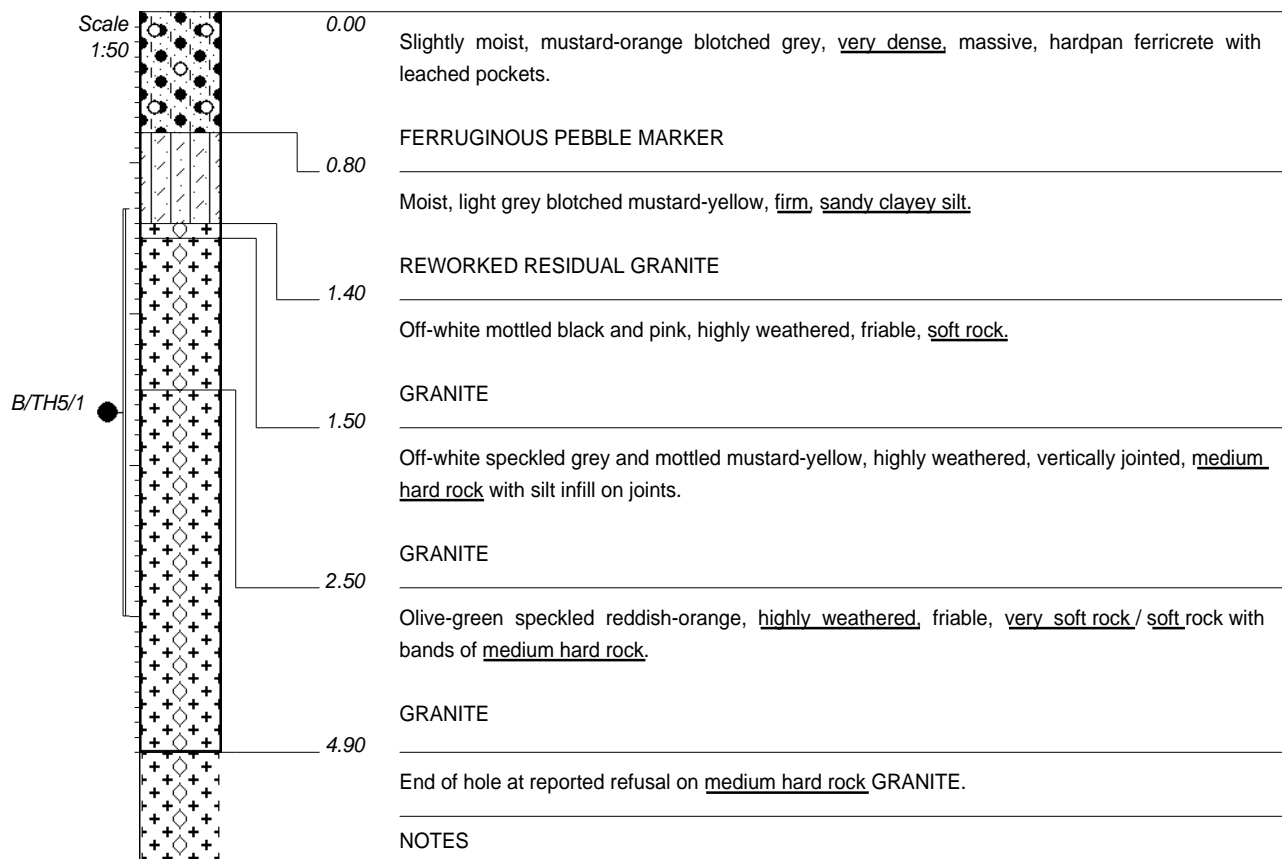 Scale
1:50
0.00
Slightly moist, mustard-orange blotched grey, very dense, massive, hardpan ferricrete with
leached pockets.
FERRUGINOUS PEBBLE MARKER
0.80
Moist, light grey blotched mustard-yellow, firm, sandy clayey silt.
REWORKED RESIDUAL GRANITE
1.40
Off-white mottled black and pink, highly weathered, friable, soft rock.
GRANITE
B/TH5/1
1.50
Off-white speckled grey and mottled mustard-yellow, highly weathered, vertically jointed, medium
hard rock with silt infill on joints.
GRANITE
2.50
Olive-green speckled reddish-orange, highly weathered, friable, very soft rock / soft rock with
bands of medium hard rock.
GRANITE
4.90
End of hole at reported refusal on medium hard rock GRANITE.
NOTES